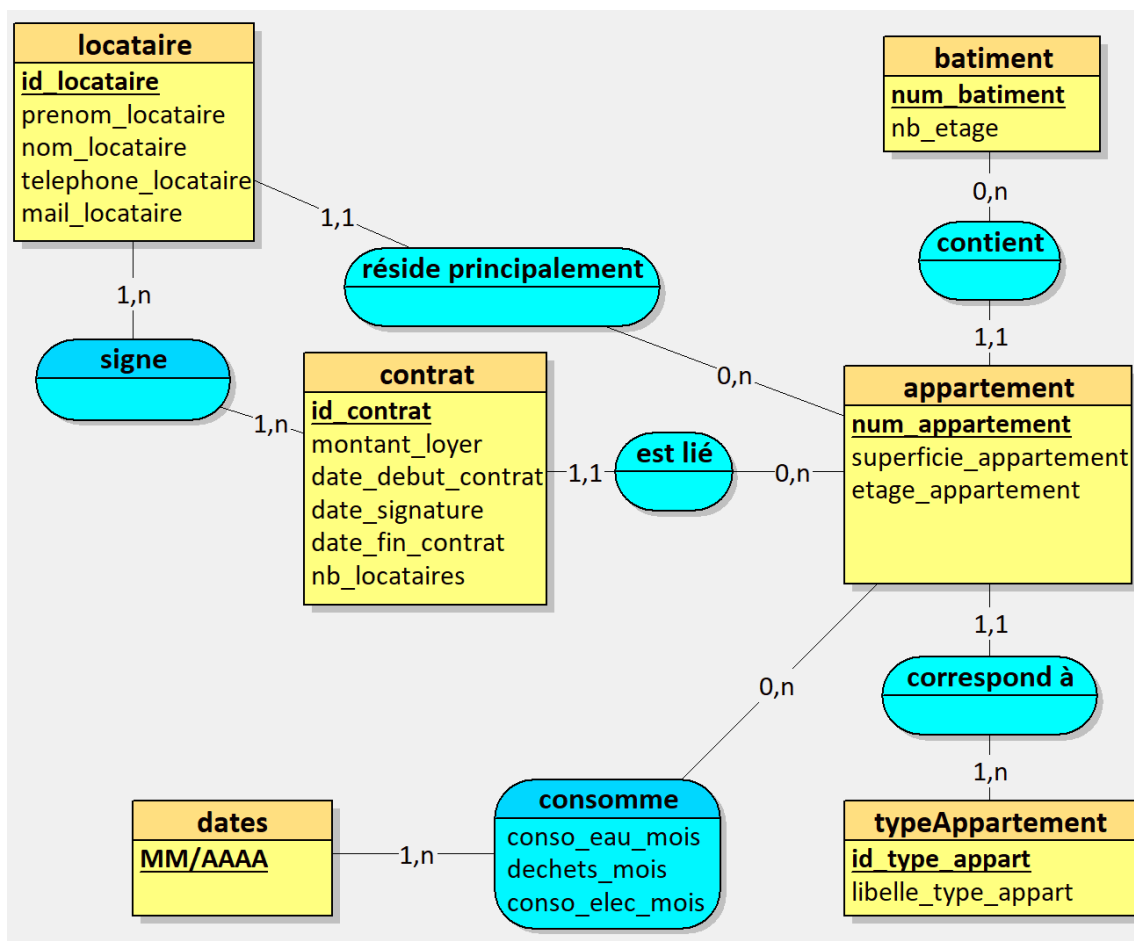 locataire
id_locataire
prenom_locataire
nom_locataire
telephone_locataire
mail_locataire
batiment
num_batiment
nb_etage
1,1
0,n
réside principalement
contient
1,n
signe
1,n
0,n
1,1
contrat
id_contrat
montant_loyer
date_debut_contrat
date_signature
date_fin_contrat
nb_locataires
1,1
est lié
0,n
appartement
num_appartement
superficie_appartement
etage_appartement
1,1
correspond à
0,n
1,n
dates
MM/AAAA
1,n
consomme
conso_eau_mois
dechets_mois
conso_elec_mois
typeAppartement
id_type_appart
libelle_type_appart